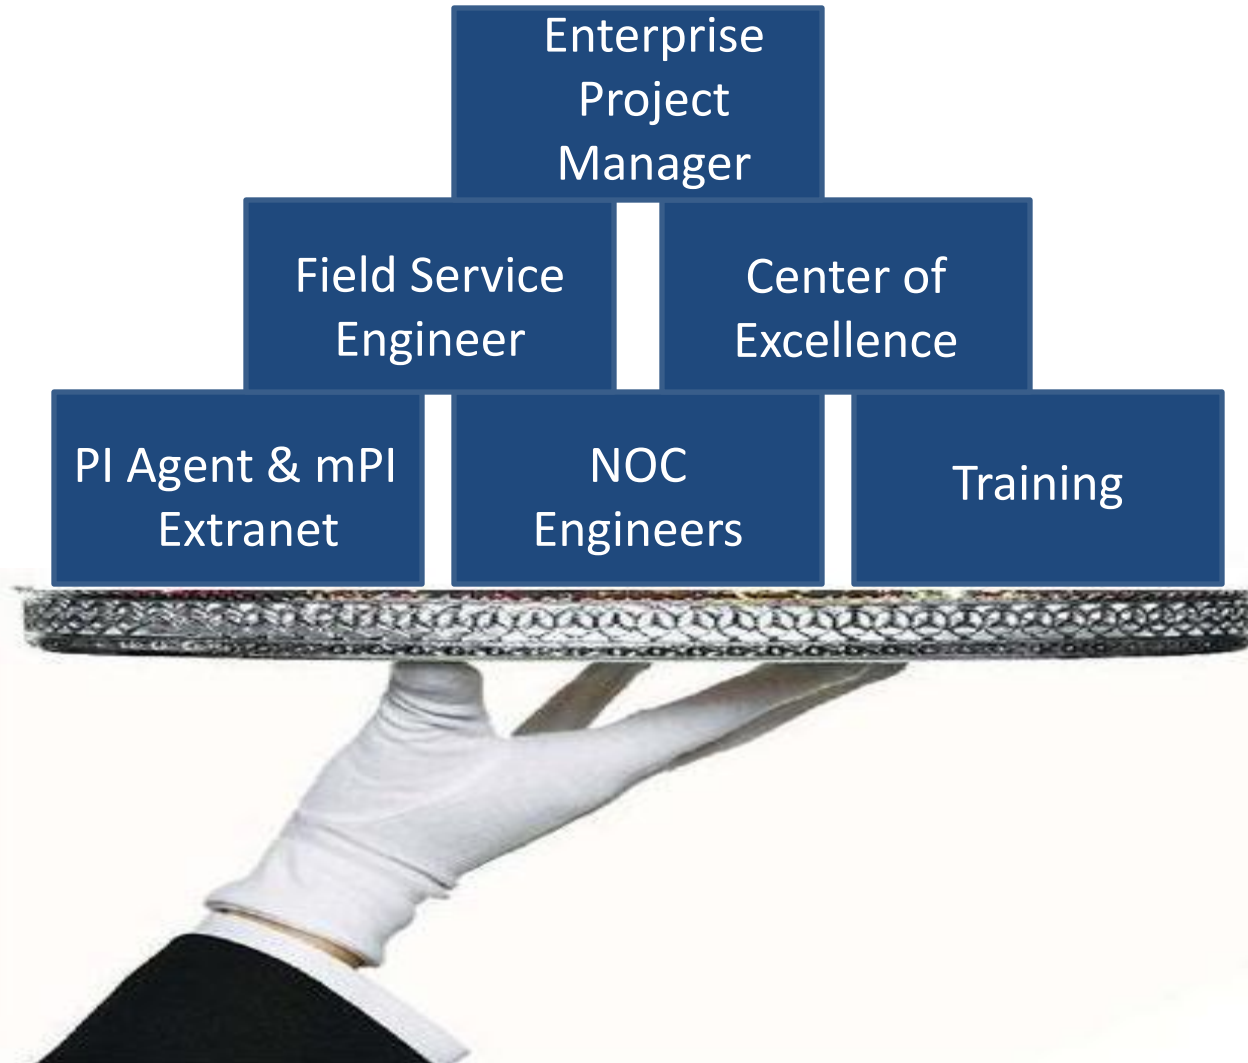 Enterprise
Project
Manager
Field Service
Engineer
Center of
Excellence
PI Agent & mPI
Extranet
NOC
Engineers
Training